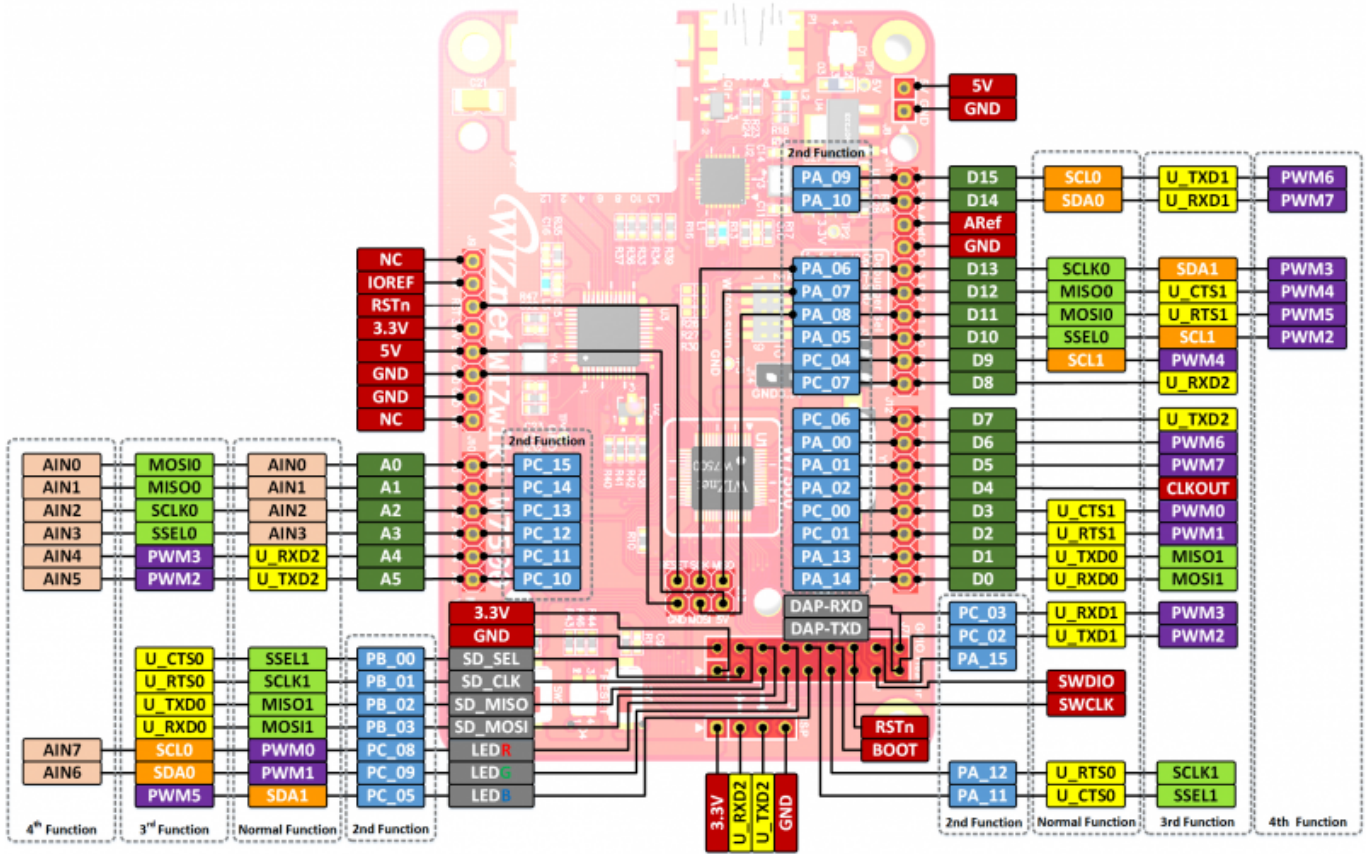 5V
GND
2nd Function
PA_09 D15 SCL0 U_TXD1 PWM6
PA_10 D14 SDA0 U_RXD1 PWM7
ARef
GND
PA_06 D13 SCLK0 SDA1 PWM3
PA_07 D12 MISO0 U_CTS1 PWM4
PA_08 D11 MOSI0 U_RTS1 PWM5
PA_05 D10 SSEL0 SCL1 PWM2
PC_04 D9 SCL1 PWM4
PC_07 D8 U_RXD2
PC_06 D7 U_TXD2
PA_00 D6 PWM6
PA_01 D5 PWM7
PA_02 D4 CLKOUT
PC_00 D3 U_CTS1 PWM0
PC_01 D2 U_RTS1 PWM1
PA_13 D1 U_TXD0 MISO1
PA_14 D0 U_RXD0 MOSI1
NC
IOREF
RSTn
3.3V
5V
GND
GND
NC
2nd Function
AIN0 MOSI0 AIN0 A0 PC_15
AIN1 MISO0 AIN1 A1 PC_14
AIN2 SCLK0 AIN2 A2 PC_13
AIN3 SSEL0 AIN3 A3 PC_12
AIN4 PWM3 U_RXD2 A4 PC_11
AIN5 PWM2 U_TXD2 A5 PC_10
WIZnet WIZwiki-W7500
RESET SCLK MISO
GND MOSI 5V
3.3V
GND
U_CTS0 SSEL1 PB_00 SD_SEL
U_RTS0 SCLK1 PB_01 SD_CLK
U_TXD0 MISO1 PB_02 SD_MISO
U_RXD0 MOSI1 PB_03 SD_MOSI
AIN7 SCL0 PWM0 PC_08 LEDR
AIN6 SDA0 PWM1 PC_09 LEDG
PWM5 SDA1 PC_05 LEDB
4th Function 3rd Function Normal Function 2nd Function
DAP-RXD
DAP-TXD
PC_03 U_RXD1 PWM3
PC_02 U_TXD1 PWM2
PA_15
SWDIO
SWCLK
RSTn
BOOT
PA_12 U_RTS0 SCLK1
PA_11 U_CTS0 SSEL1
2nd Function Normal Function 3rd Function 4th Function
3.3V
U_RXD2
U_TXD2
GND